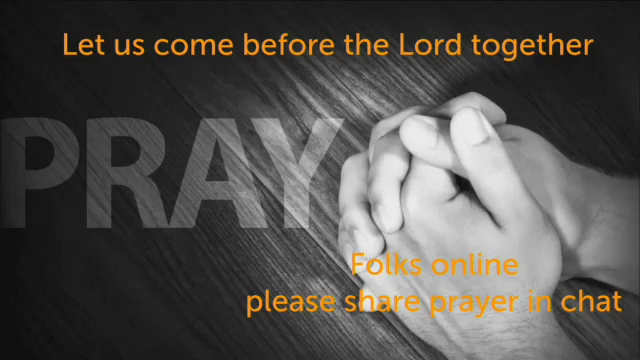 Let us come before the Lord together
PRAY
Folks online
please share prayer in chat